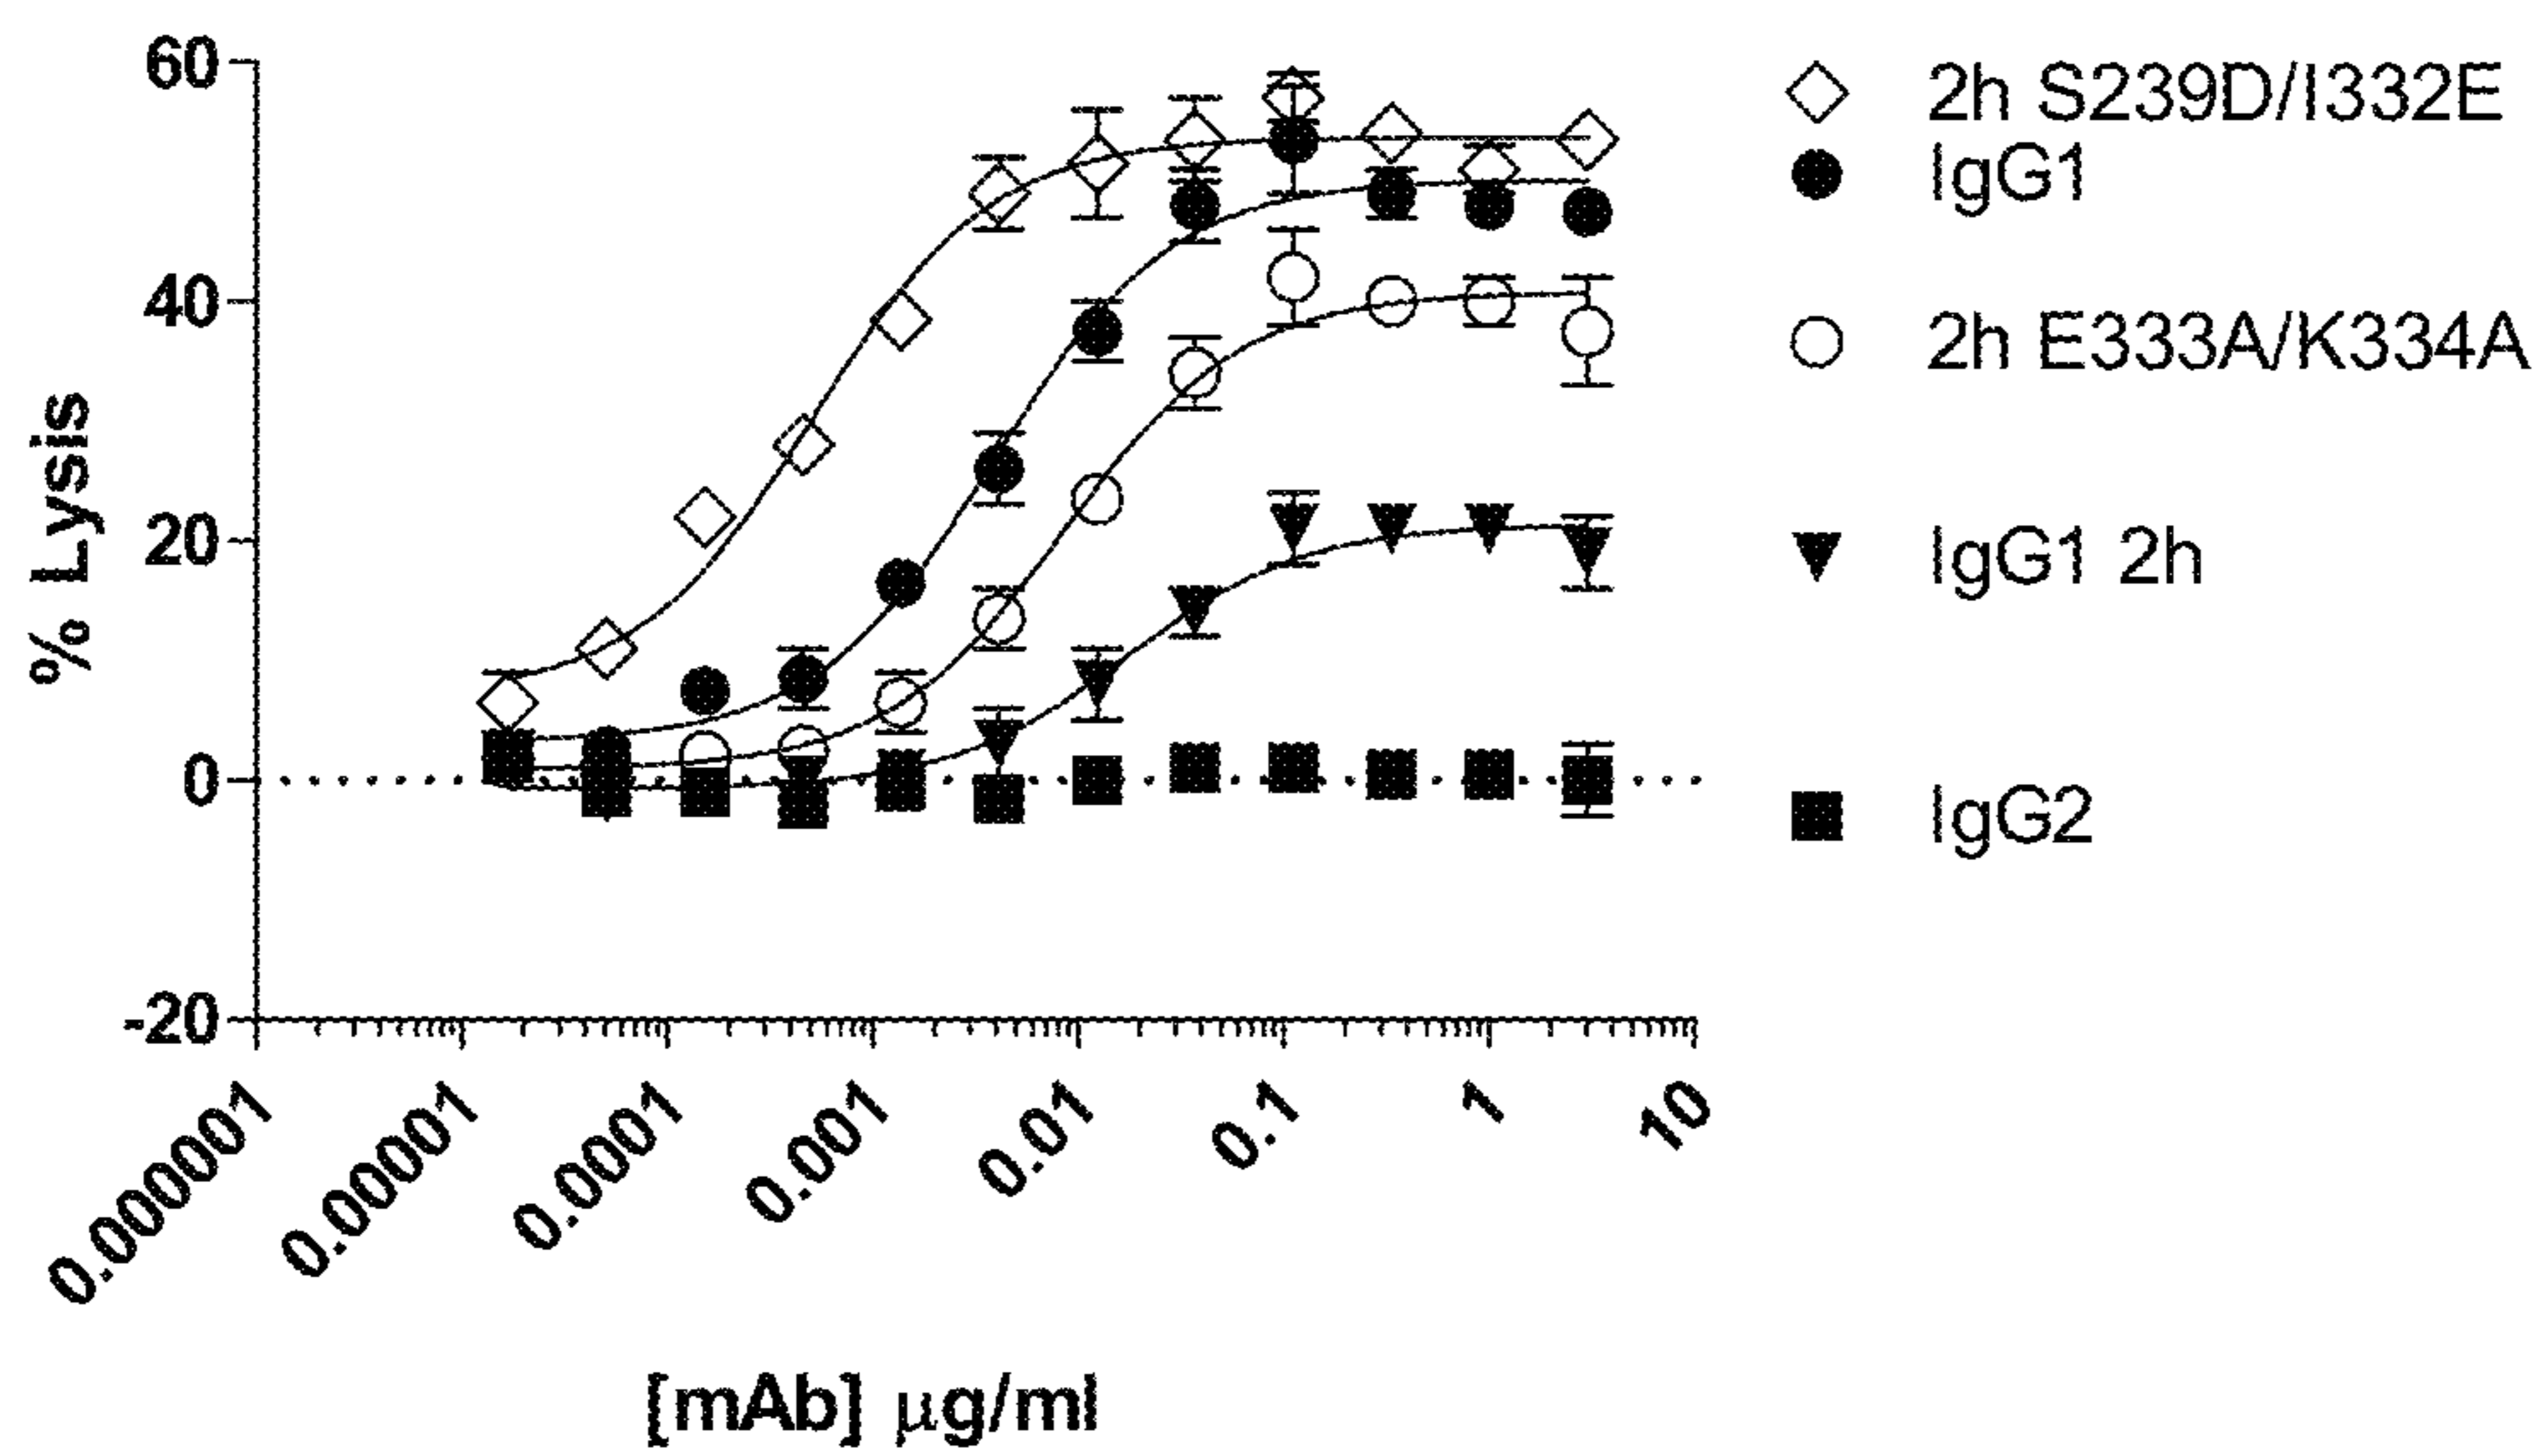 60
40
20
0
-20
% Lysis
0.000001
0.00001
0.0001
0.001
0.01
0.1
1
10
[mAb] µg/ml
2h S239D/I332E
IgG1
2h E333A/K334A
IgG1 2h
IgG2